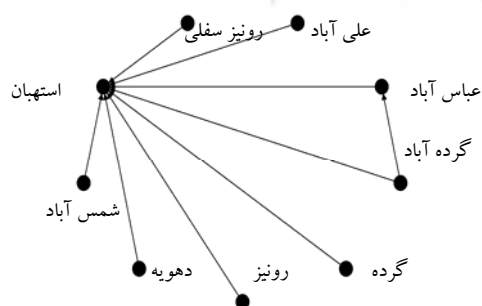 رونیز سفلی
علی آباد
استهبان
عباس آباد
گرده آباد
شمس آباد
دهویه
رونیز
گرده